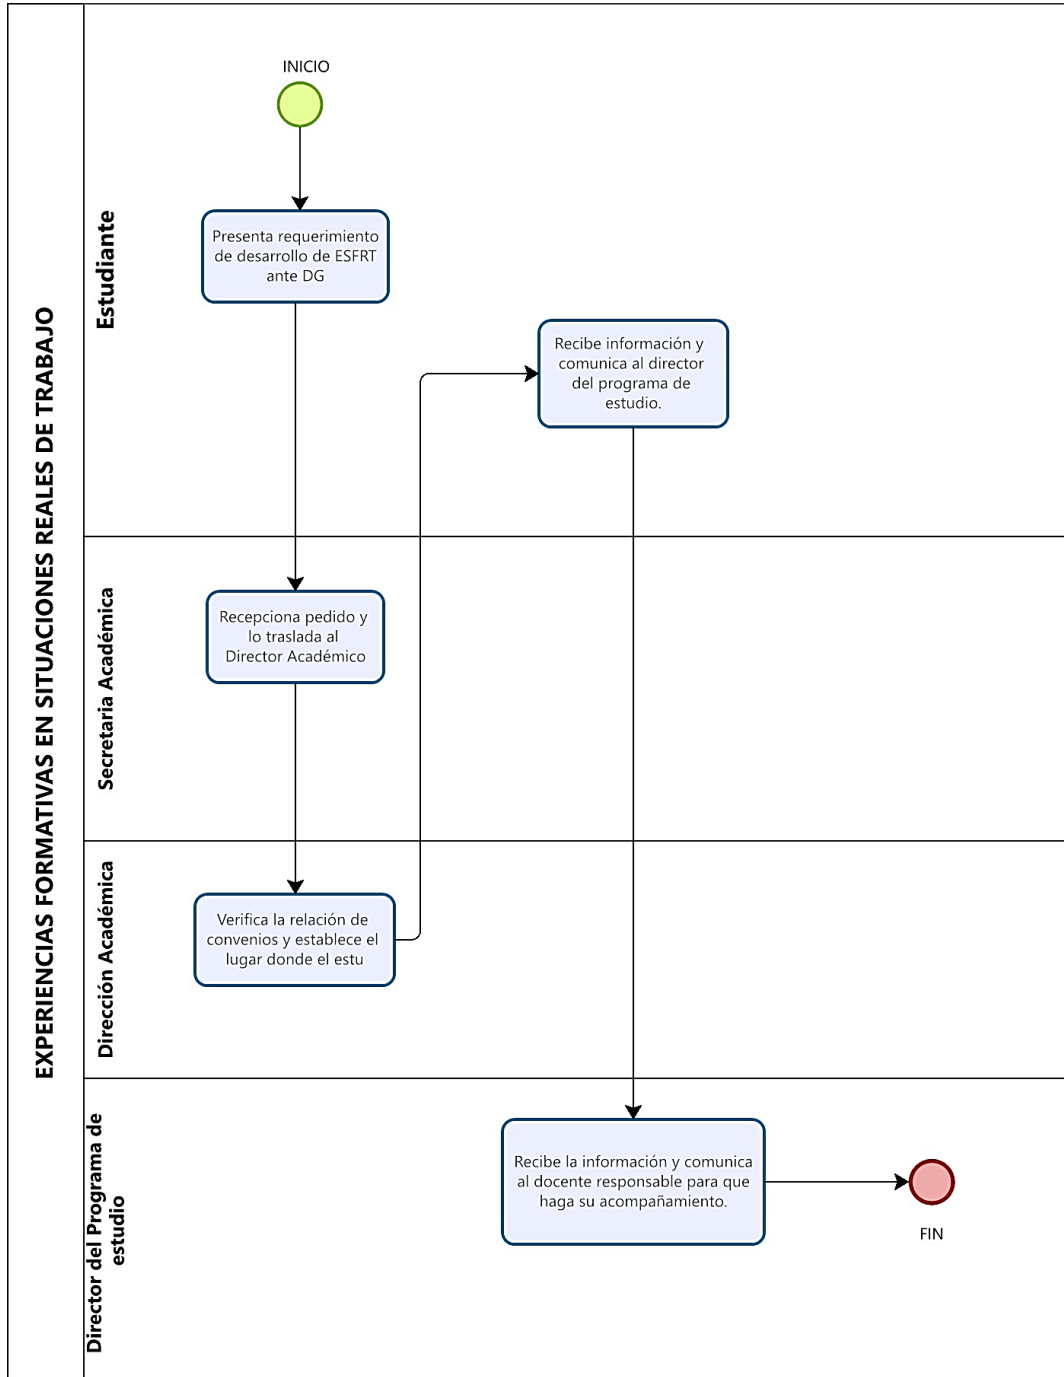 EXPERIENCIAS FORMATIVAS EN SITUACIONES REALES DE TRABAJO
Estudiante
INICIO
Presenta requerimiento
de desarrollo de ESFRT
ante DG
Recibe información y
comunica al director
del programa de
estudio.
Secretaria Académica
Recepciona pedido y
lo traslada al
Director Académico
Dirección Académica
Verifica la relación de
convenios y establece el
lugar donde el estu
Director del Programa de
estudio
Recibe la información y comunica
al docente responsable para que
haga su acompañamiento.
FIN